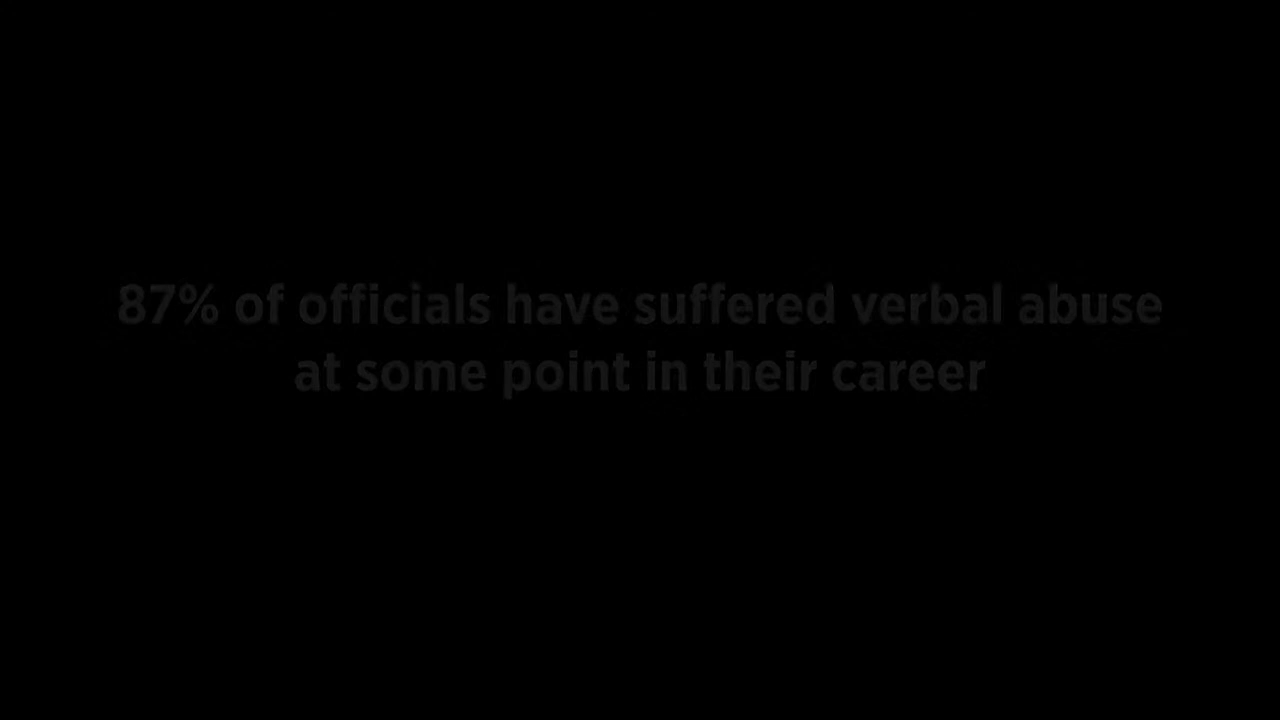 87% of officials have suffered verbal abuse
at some point in their career